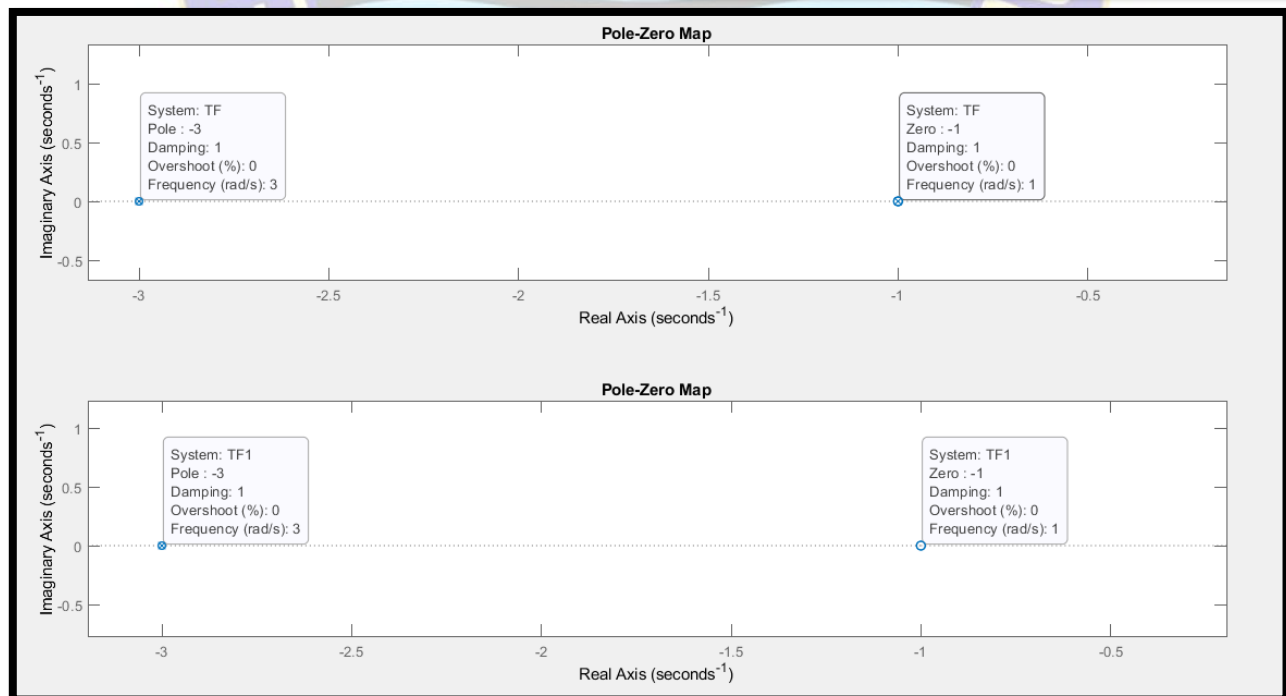 Pole-Zero Map
Imaginary Axis (seconds⁻¹)
1
0.5
0
-0.5
System: TF
Pole : -3
Damping: 1
Overshoot (%): 0
Frequency (rad/s): 3
System: TF
Zero : -1
Damping: 1
Overshoot (%): 0
Frequency (rad/s): 1
-3 -2.5 -2 -1.5 -1 -0.5
Real Axis (seconds⁻¹)
Pole-Zero Map
Imaginary Axis (seconds⁻¹)
1
0.5
0
-0.5
System: TF1
Pole : -3
Damping: 1
Overshoot (%): 0
Frequency (rad/s): 3
System: TF1
Zero : -1
Damping: 1
Overshoot (%): 0
Frequency (rad/s): 1
-3 -2.5 -2 -1.5 -1 -0.5
Real Axis (seconds⁻¹)